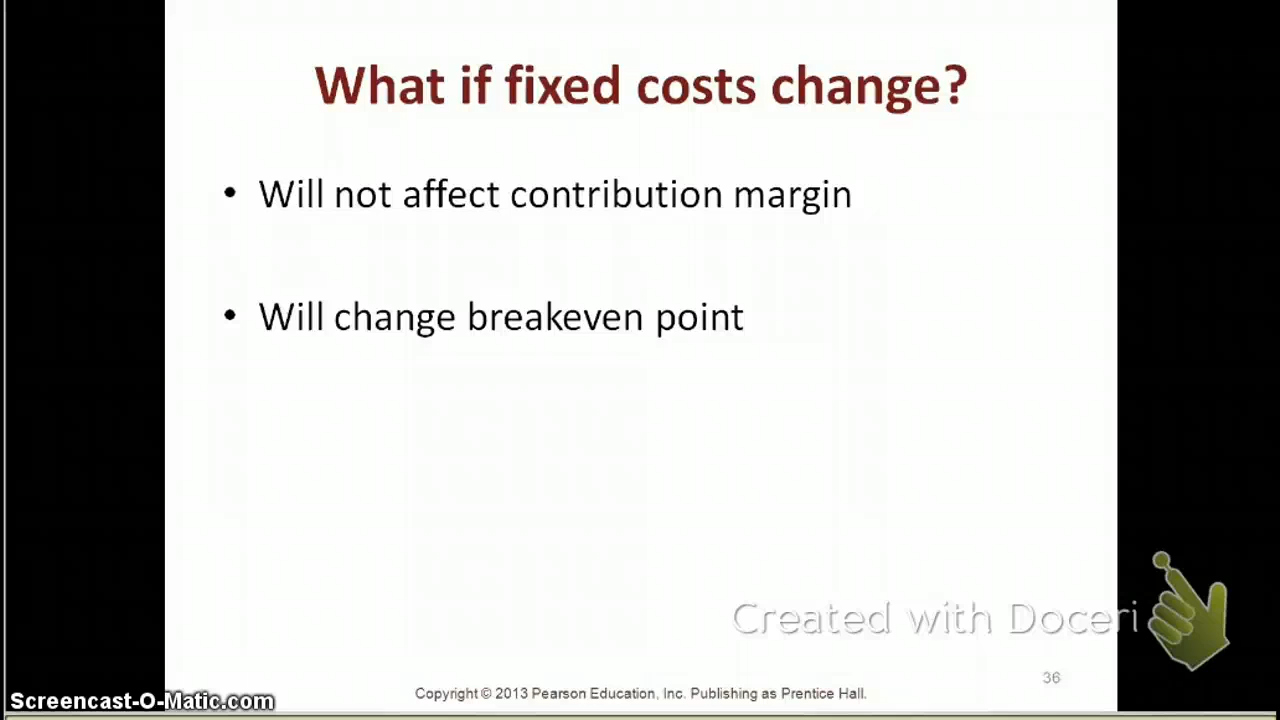 What if fixed costs change?
• Will not affect contribution margin
• Will change breakeven point
Created with Doceri
36
Copyright © 2013 Pearson Education, Inc. Publishing as Prentice Hall.
Screencast-O-Matic.com